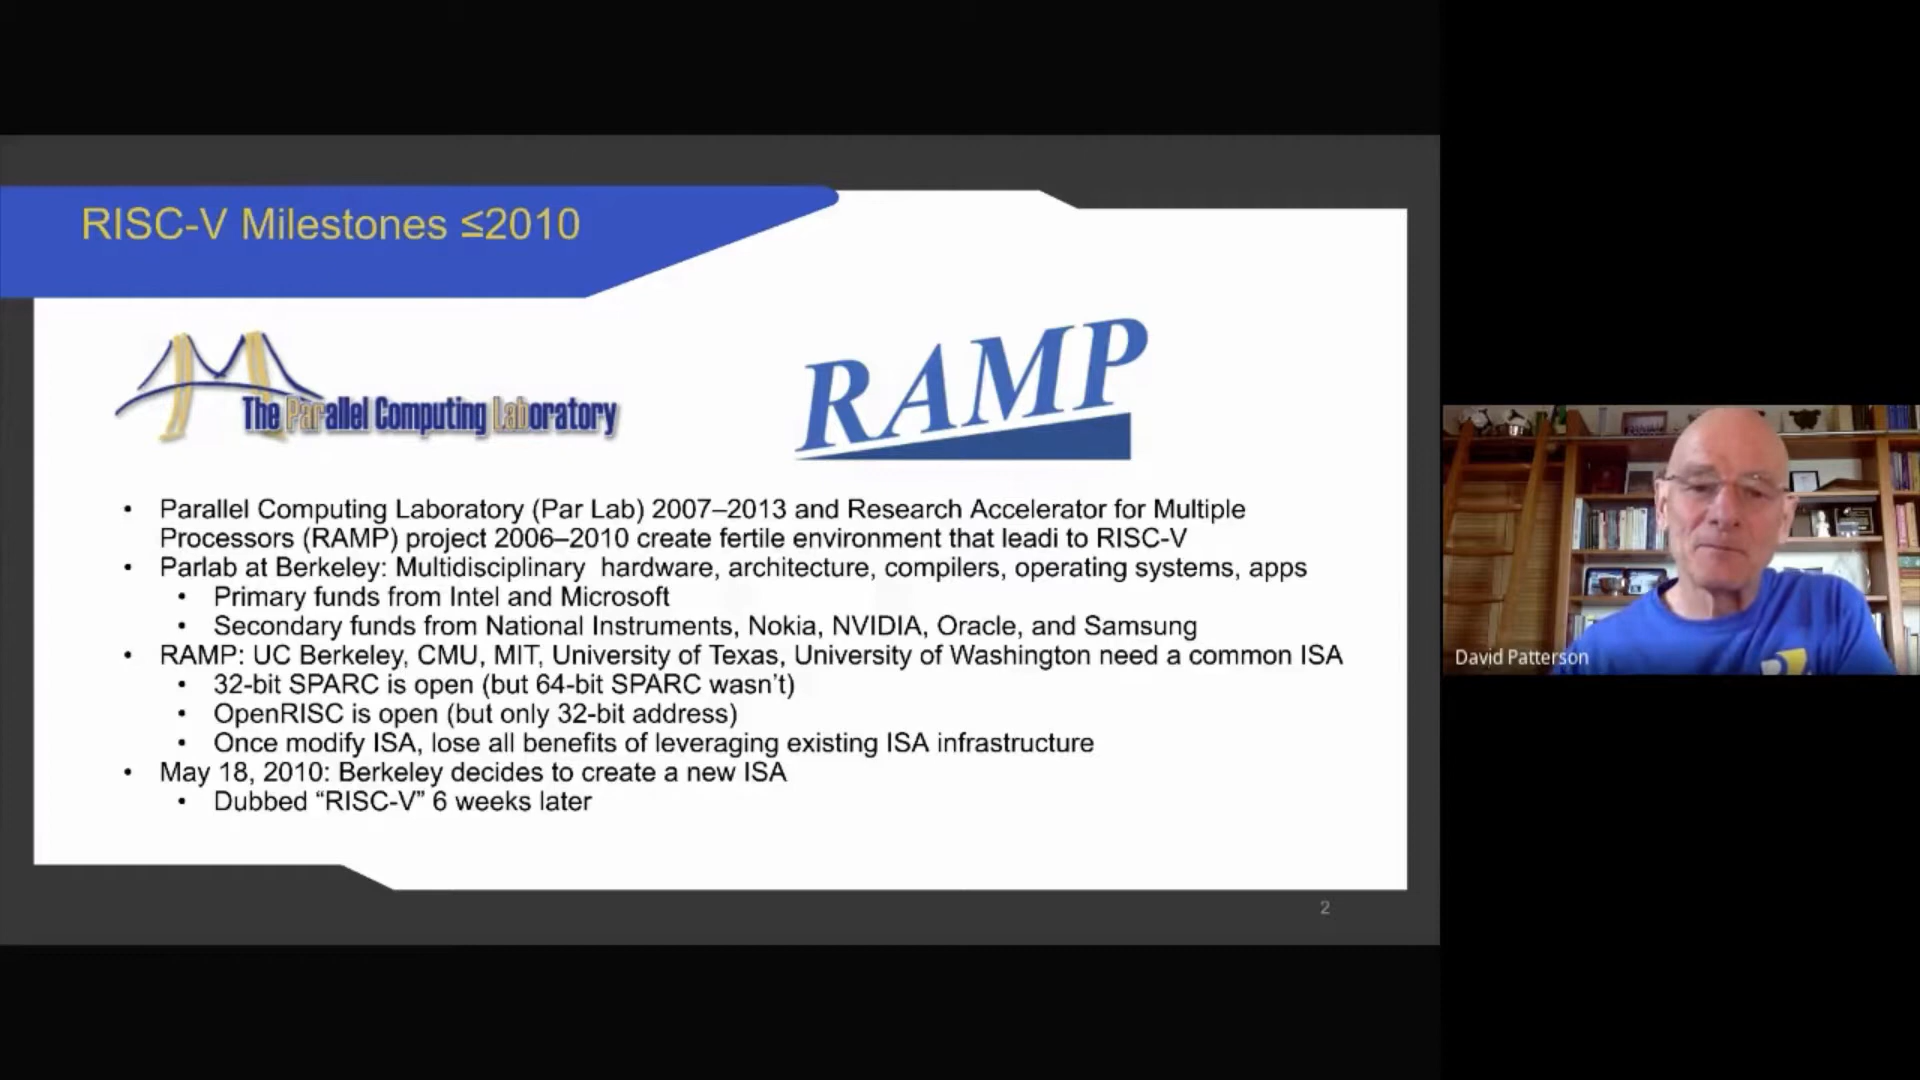 RISC-V Milestones ≤2010
The Parallel Computing Laboratory
RAMP
• Parallel Computing Laboratory (Par Lab) 2007–2013 and Research Accelerator for Multiple
Processors (RAMP) project 2006–2010 create fertile environment that leadi to RISC-V
• Parlab at Berkeley: Multidisciplinary  hardware, architecture, compilers, operating systems, apps
• Primary funds from Intel and Microsoft
• Secondary funds from National Instruments, Nokia, NVIDIA, Oracle, and Samsung
• RAMP: UC Berkeley, CMU, MIT, University of Texas, University of Washington need a common ISA
• 32-bit SPARC is open (but 64-bit SPARC wasn’t)
• OpenRISC is open (but only 32-bit address)
• Once modify ISA, lose all benefits of leveraging existing ISA infrastructure
• May 18, 2010: Berkeley decides to create a new ISA
• Dubbed “RISC-V” 6 weeks later
2
David Patterson